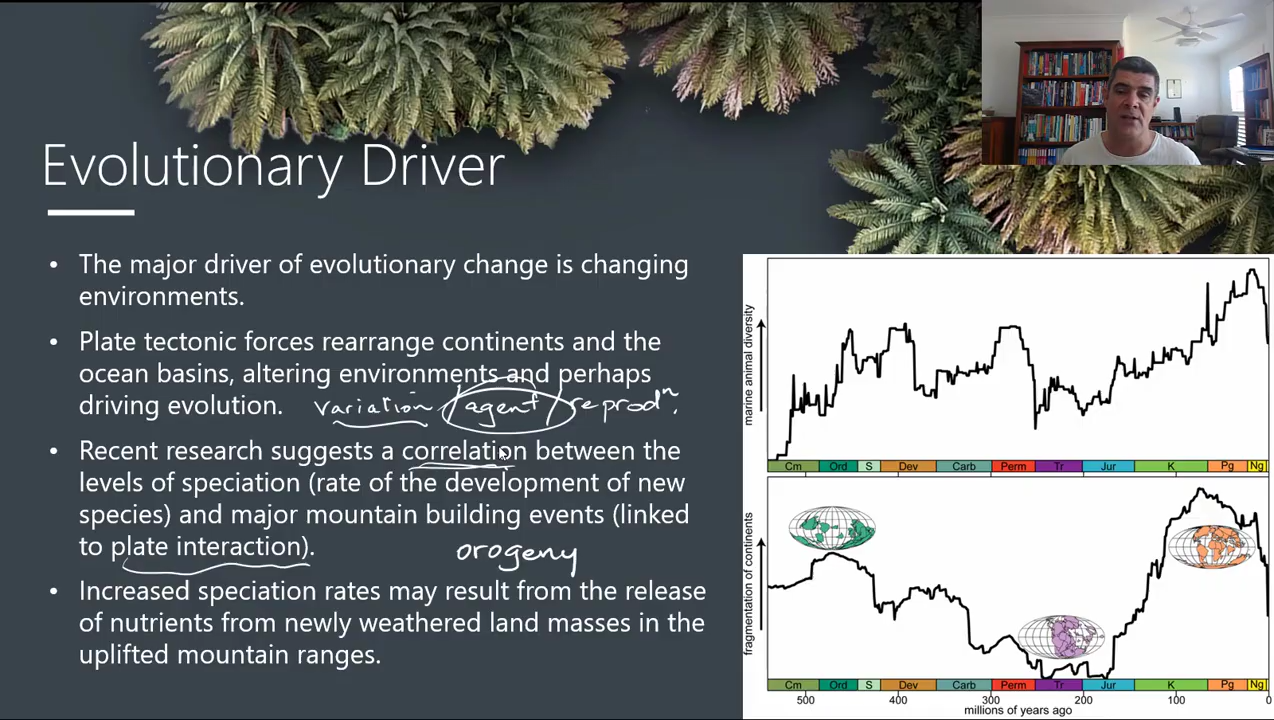 Evolutionary Driver
• The major driver of evolutionary change is changing
environments.
• Plate tectonic forces rearrange continents and the
ocean basins, altering environments and perhaps
driving evolution.
variation / agent / reprodⁿ.
• Recent research suggests a correlation between the
levels of speciation (rate of the development of new
species) and major mountain building events (linked
to plate interaction).
orogeny
• Increased speciation rates may result from the release
of nutrients from newly weathered land masses in the
uplifted mountain ranges.
marine animal diversity
Cm Ord S Dev Carb Perm Tr Jur K Pg Ng
fragmentation of continents
Cm Ord S Dev Carb Perm Tr Jur K Pg Ng
500 400 300 200 100 0
millions of years ago